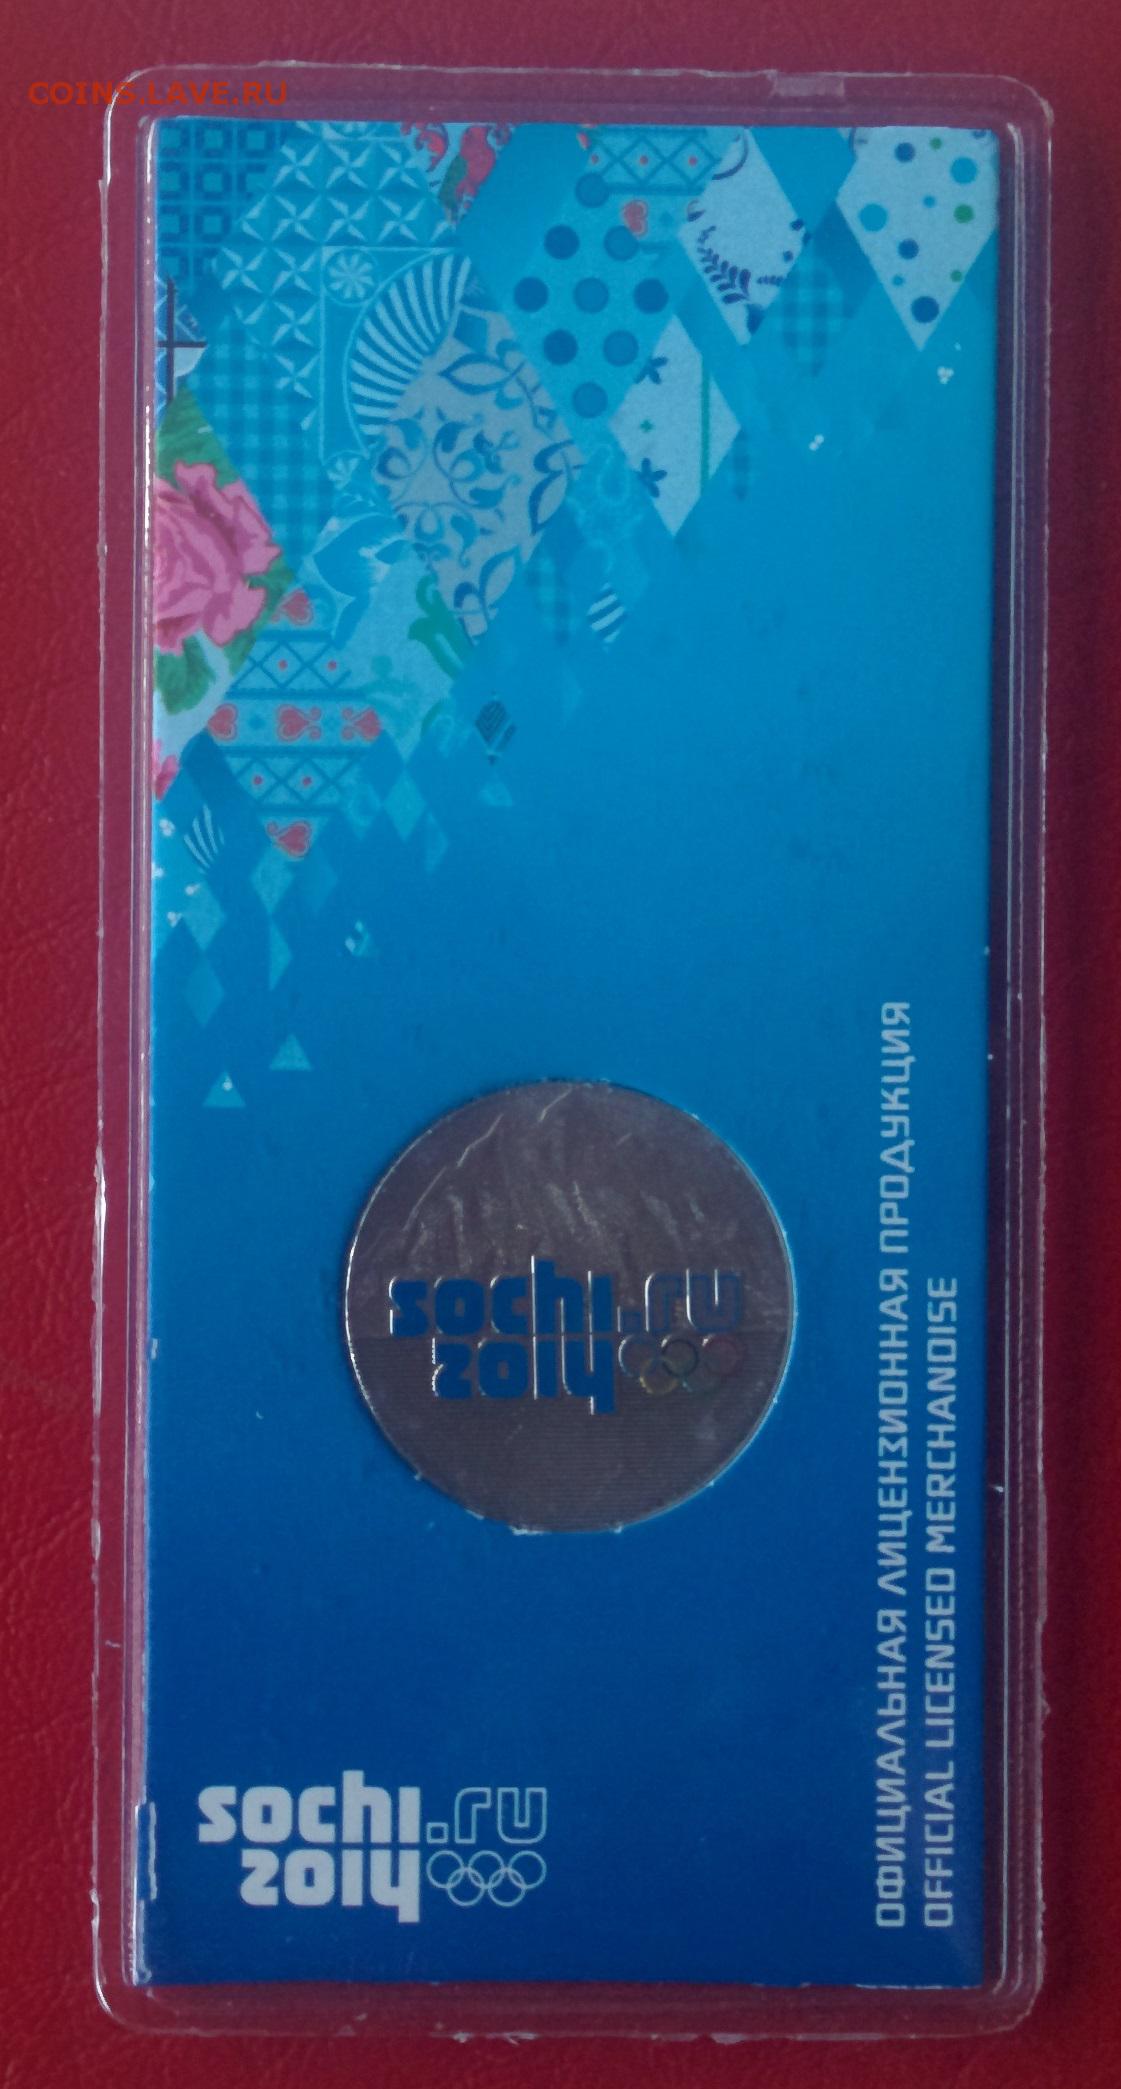 COINS.LAVE.RU
sochi.ru
2014
sochi.ru
2014
ОФИЦИАЛЬНАЯ ЛИЦЕНЗИОННАЯ ПРОДУКЦИЯ
OFFICIAL LICENSED MERCHANDISE